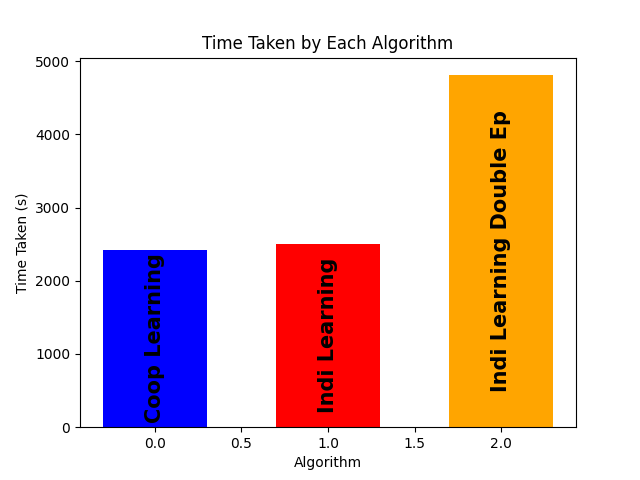 Time Taken by Each Algorithm
Time Taken (s)
5000
4000
3000
2000
1000
0
Coop Learning
Indi Learning
Indi Learning Double Ep
0.0
0.5
1.0
1.5
2.0
Algorithm